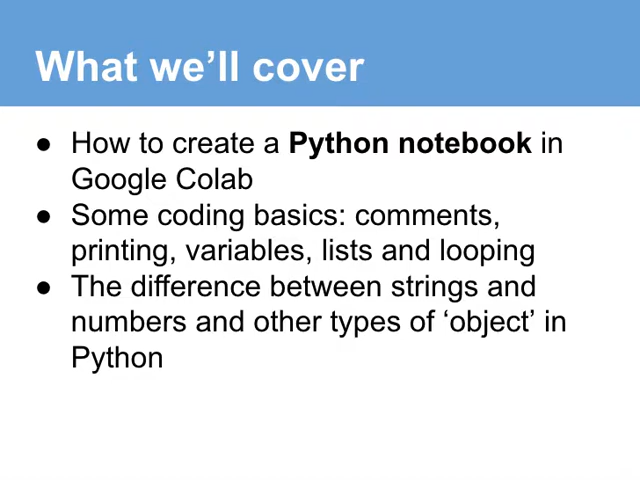 What we’ll cover
● How to create a Python notebook in
Google Colab
● Some coding basics: comments,
printing, variables, lists and looping
● The difference between strings and
numbers and other types of ‘object’ in
Python